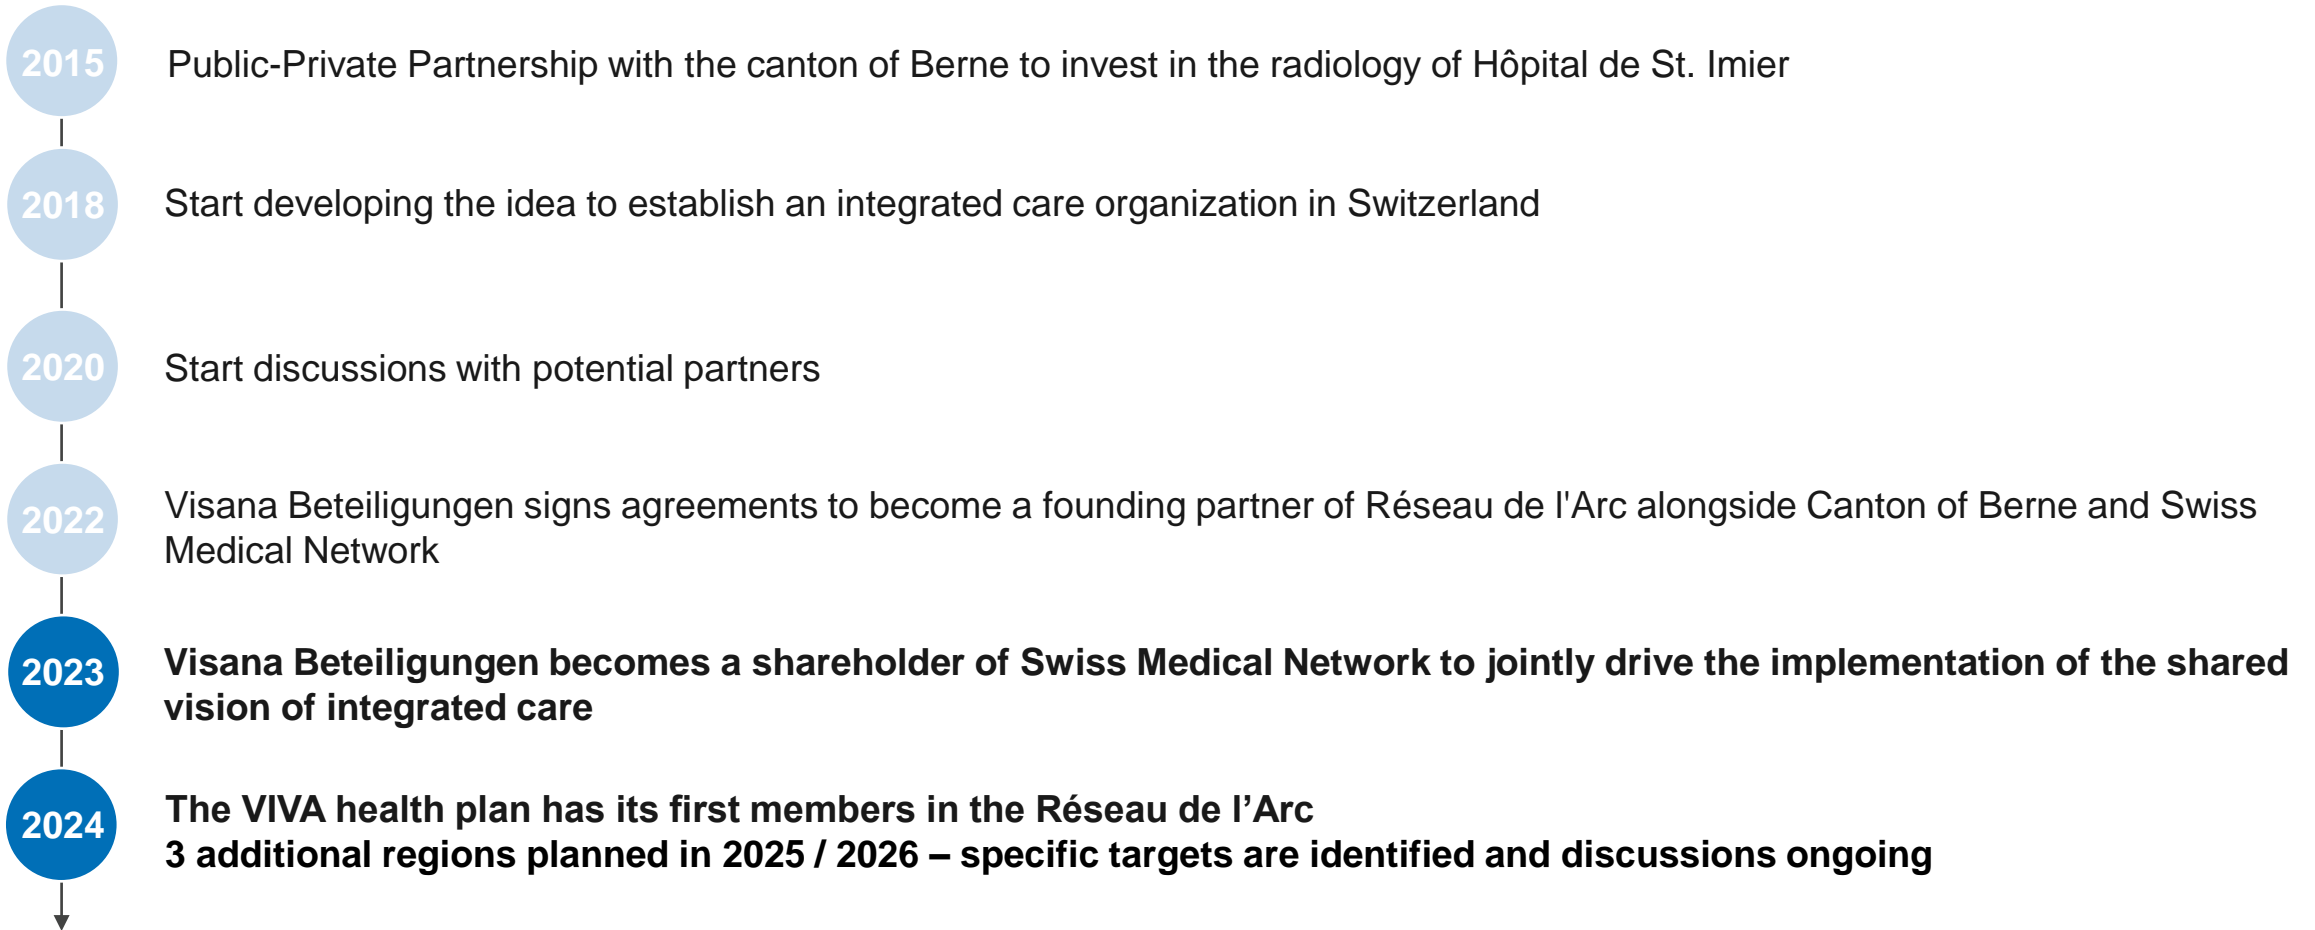 2015
Public-Private Partnership with the canton of Berne to invest in the radiology of Hôpital de St. Imier
2018
Start developing the idea to establish an integrated care organization in Switzerland
2020
Start discussions with potential partners
2022
Visana Beteiligungen signs agreements to become a founding partner of Réseau de l'Arc alongside Canton of Berne and Swiss
Medical Network
2023
Visana Beteiligungen becomes a shareholder of Swiss Medical Network to jointly drive the implementation of the shared
vision of integrated care
2024
The VIVA health plan has its first members in the Réseau de l’Arc
3 additional regions planned in 2025 / 2026 – specific targets are identified and discussions ongoing